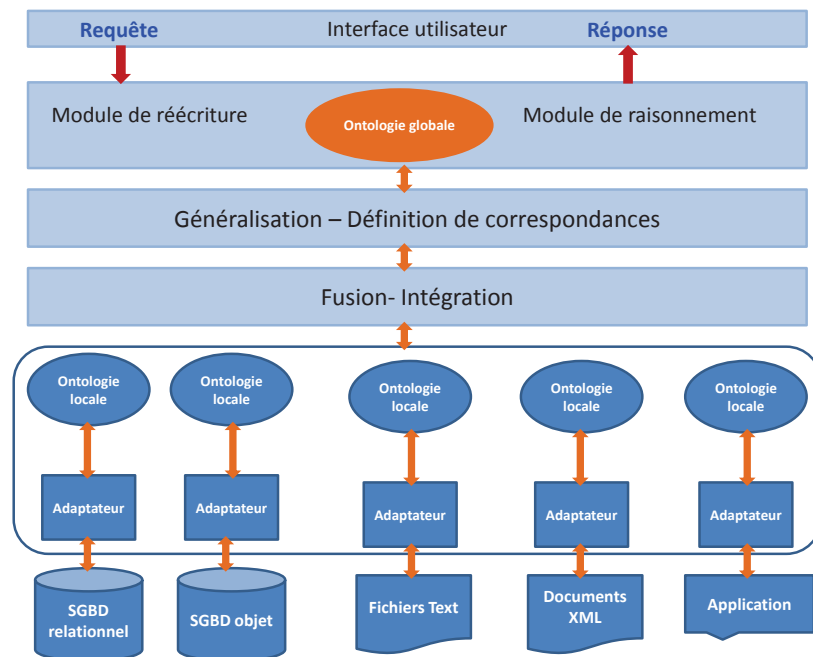 Requête
Interface utilisateur
Réponse
Module de réécriture
Ontologie globale
Module de raisonnement
Généralisation – Définition de correspondances
Fusion- Intégration
Ontologie
locale
Ontologie
locale
Ontologie
locale
Ontologie
locale
Ontologie
locale
Adaptateur
Adaptateur
Adaptateur
Adaptateur
Adaptateur
SGBD
relationnel
SGBD objet
Fichiers Text
Documents
XML
Application